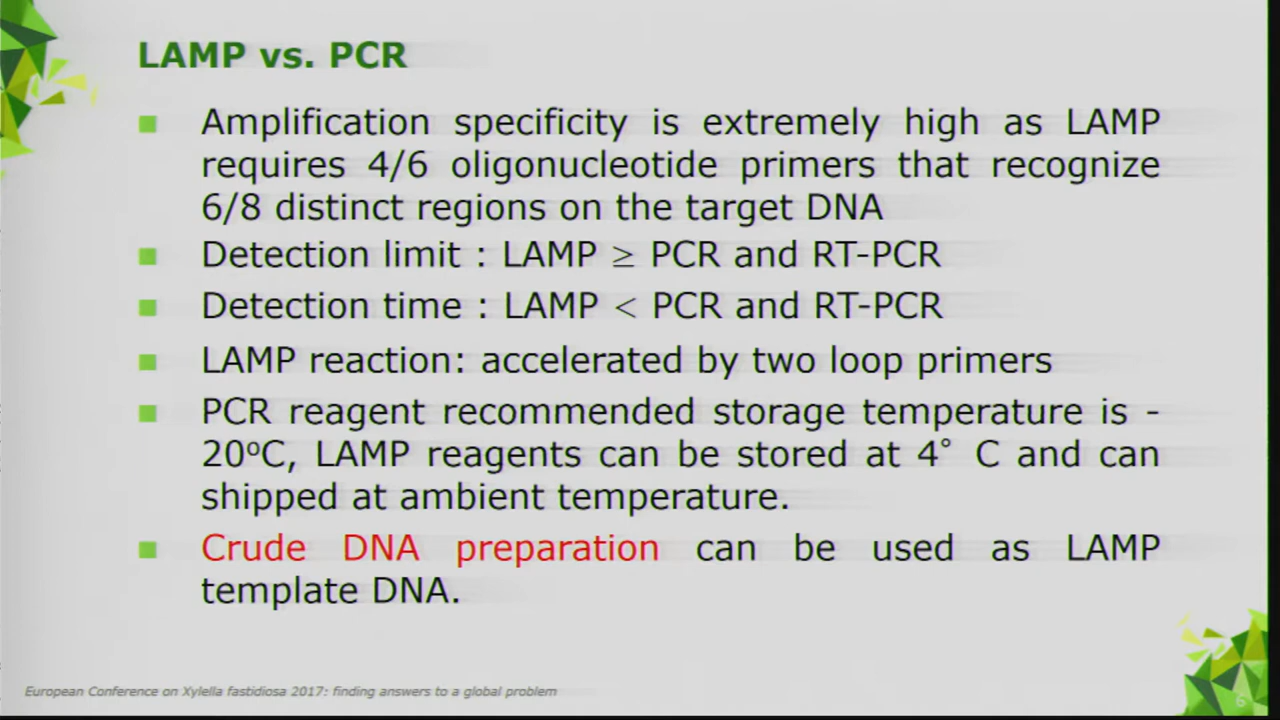 LAMP vs. PCR
Amplification specificity is extremely high as LAMP
requires 4/6 oligonucleotide primers that recognize
6/8 distinct regions on the target DNA
Detection limit : LAMP ≥ PCR and RT-PCR
Detection time : LAMP < PCR and RT-PCR
LAMP reaction: accelerated by two loop primers
PCR reagent recommended storage temperature is -
20ºC, LAMP reagents can be stored at 4˚ C and can
shipped at ambient temperature.
Crude DNA preparation can be used as LAMP
template DNA.
European Conference on Xylella fastidiosa 2017: finding answers to a global problem
6